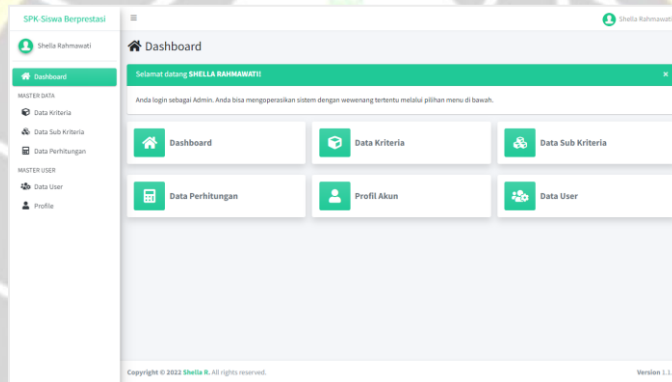 SPK-Siswa Berprestasi
Shella Rahmawati
Shella Rahmawati
Dashboard
MASTER DATA
Data Kriteria
Data Sub Kriteria
Data Perhitungan
MASTER USER
Data User
Profile
Dashboard
Selamat datang SHELLA RAHMAWATI!
Anda login sebagai Admin. Anda bisa mengoperasikan sistem dengan wewenang tertentu melalui pilihan menu di bawah.
Dashboard
Data Kriteria
Data Sub Kriteria
Data Perhitungan
Profil Akun
Data User
Copyright © 2022 Shella R. All rights reserved.
Version 1.1.